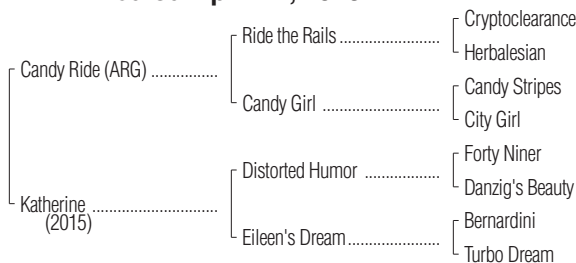 Cryptoclearance
Ride the Rails
Herbalesian
Candy Ride (ARG)
Candy Stripes
Candy Girl
City Girl
Forty Niner
Distorted Humor
Danzig's Beauty
Katherine
(2015)
Bernardini
Eileen's Dream
Turbo Dream